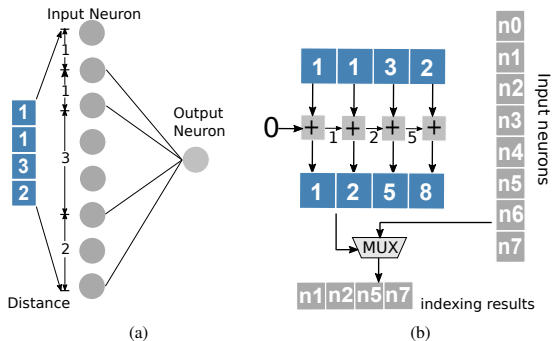 Input Neuron
1
1
3
2
1
1
3
2
Output
Neuron
Distance
(a)
1 1 3 2
0 + 1 + 2 + 5 +
1 2 5 8
MUX
n1 n2 n5 n7
indexing results
n0
n1
n2
n3
n4
n5
n6
n7
Input neurons
(b)